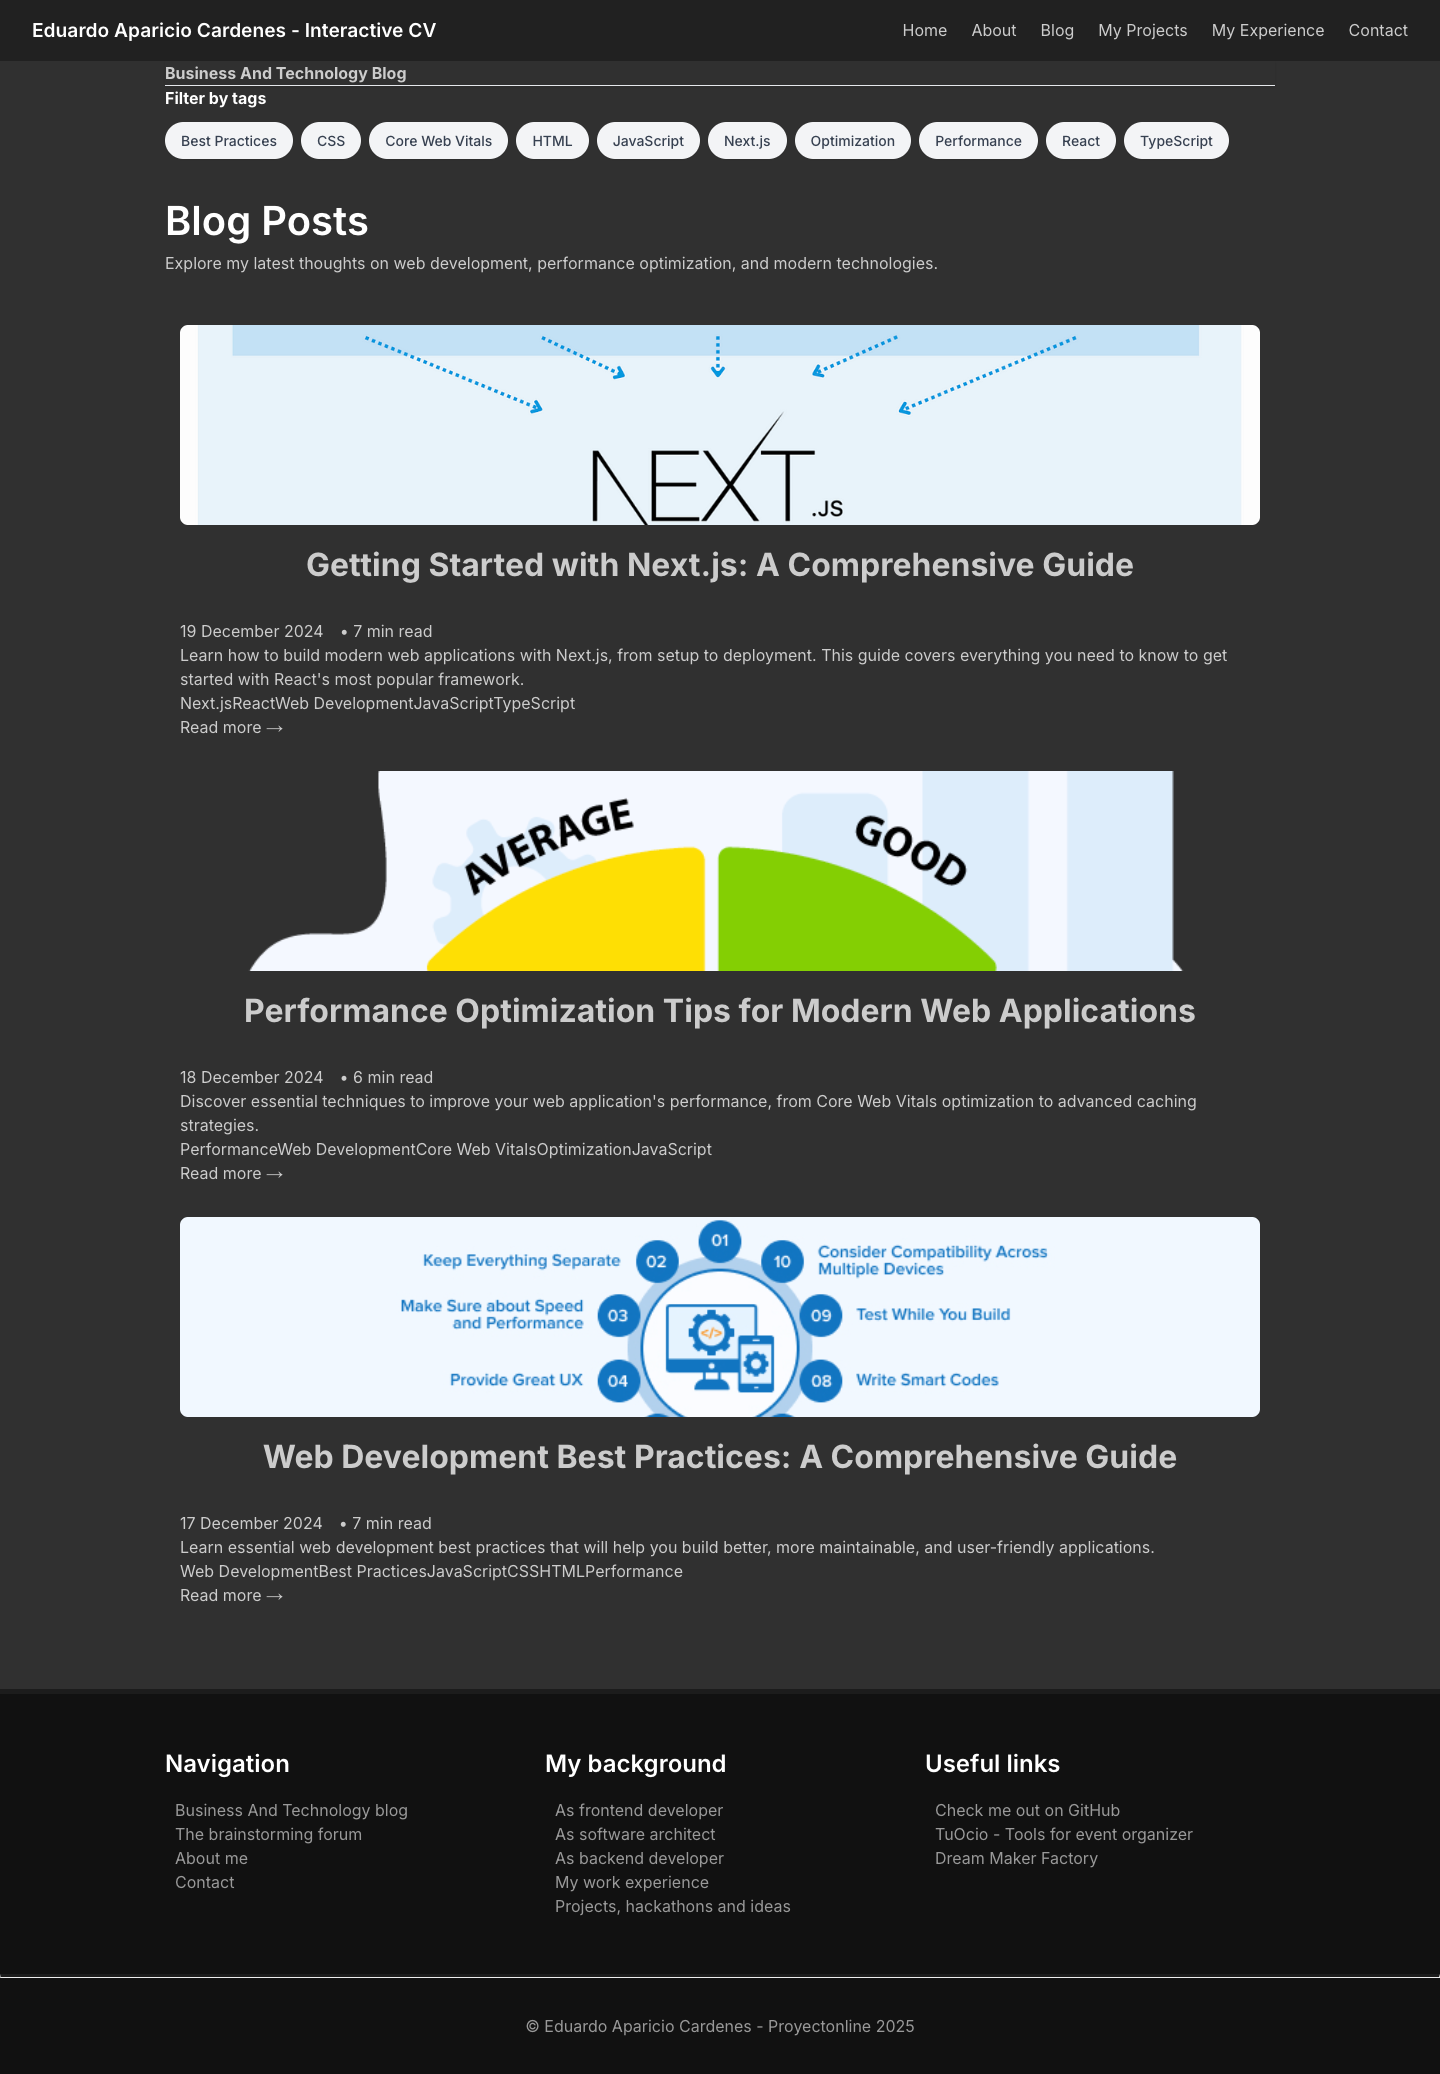 Eduardo Aparicio Cardenes - Interactive CV
Home About Blog My Projects My Experience Contact
Business And Technology Blog
Filter by tags
Best Practices CSS Core Web Vitals HTML JavaScript Next.js Optimization Performance React TypeScript
Blog Posts
Explore my latest thoughts on web development, performance optimization, and modern technologies.
NEXT.JS
Getting Started with Next.js: A Comprehensive Guide
19 December 2024 • 7 min read
Learn how to build modern web applications with Next.js, from setup to deployment. This guide covers everything you need to know to get
started with React's most popular framework.
Next.jsReactWeb DevelopmentJavaScriptTypeScript
Read more →
AVERAGE
GOOD
Performance Optimization Tips for Modern Web Applications
18 December 2024 • 6 min read
Discover essential techniques to improve your web application's performance, from Core Web Vitals optimization to advanced caching
strategies.
PerformanceWeb DevelopmentCore Web VitalsOptimizationJavaScript
Read more →
01
Keep Everything Separate 02
10 Consider Compatibility Across
Multiple Devices
Make Sure about Speed
and Performance 03
09 Test While You Build
</>
Provide Great UX 04
08 Write Smart Codes
Web Development Best Practices: A Comprehensive Guide
17 December 2024 • 7 min read
Learn essential web development best practices that will help you build better, more maintainable, and user-friendly applications.
Web DevelopmentBest PracticesJavaScriptCSSHTMLPerformance
Read more →
Navigation
Business And Technology blog
The brainstorming forum
About me
Contact
My background
As frontend developer
As software architect
As backend developer
My work experience
Projects, hackathons and ideas
Useful links
Check me out on GitHub
TuOcio - Tools for event organizer
Dream Maker Factory
© Eduardo Aparicio Cardenes - Proyectonline 2025